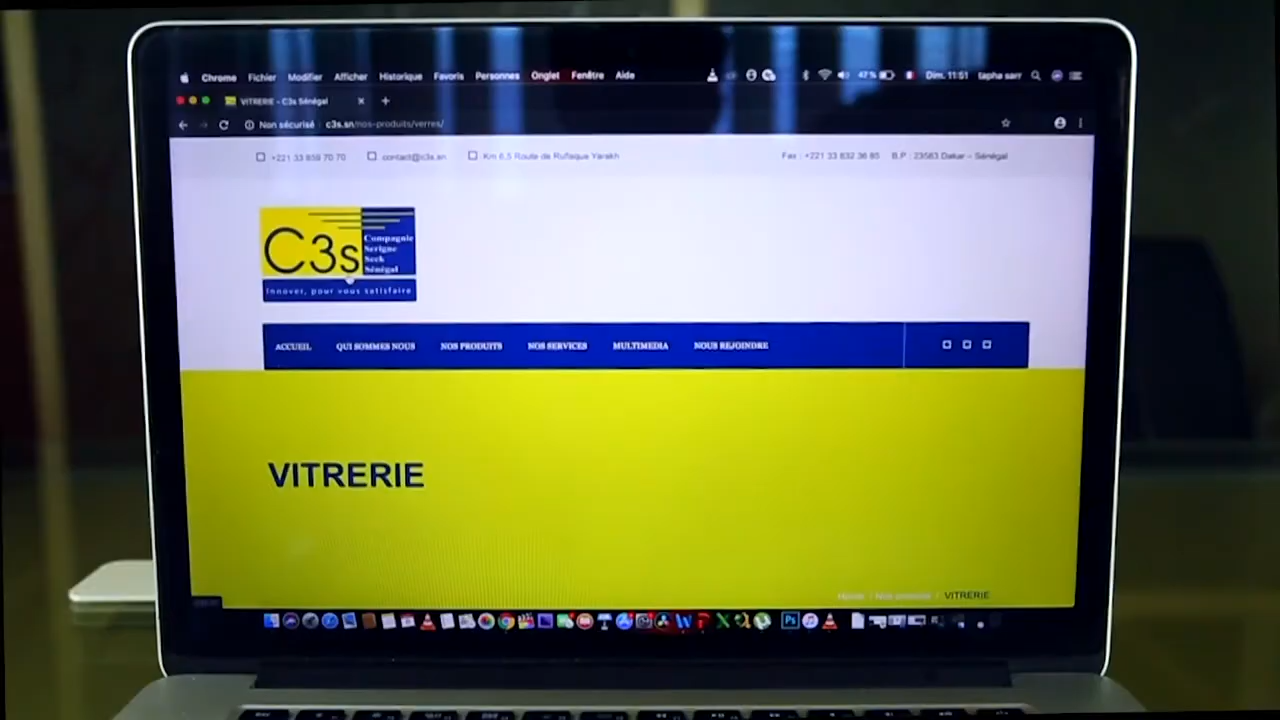 Chrome Fichier Modifier Afficher Historique Favoris Personnes Onglet Fenêtre Aide 47 % Dim. 11:51 tapha sarr
VITRERIE - C3s Sénégal
Non sécurisé c3s.sn/nos-produits/verres/
+221 33 859 70 70 contact@c3s.sn Km 6,5 Route de Rufisque Yarakh Fax : +221 33 832 36 85 B.P : 23583 Dakar – Sénégal
C3s
Compagnie
Serigne
Seck
Sénégal
Innover, pour vous satisfaire
ACCUEIL QUI SOMMES NOUS NOS PRODUITS NOS SERVICES MULTIMEDIA NOUS REJOINDRE
VITRERIE
Home VITRERIE